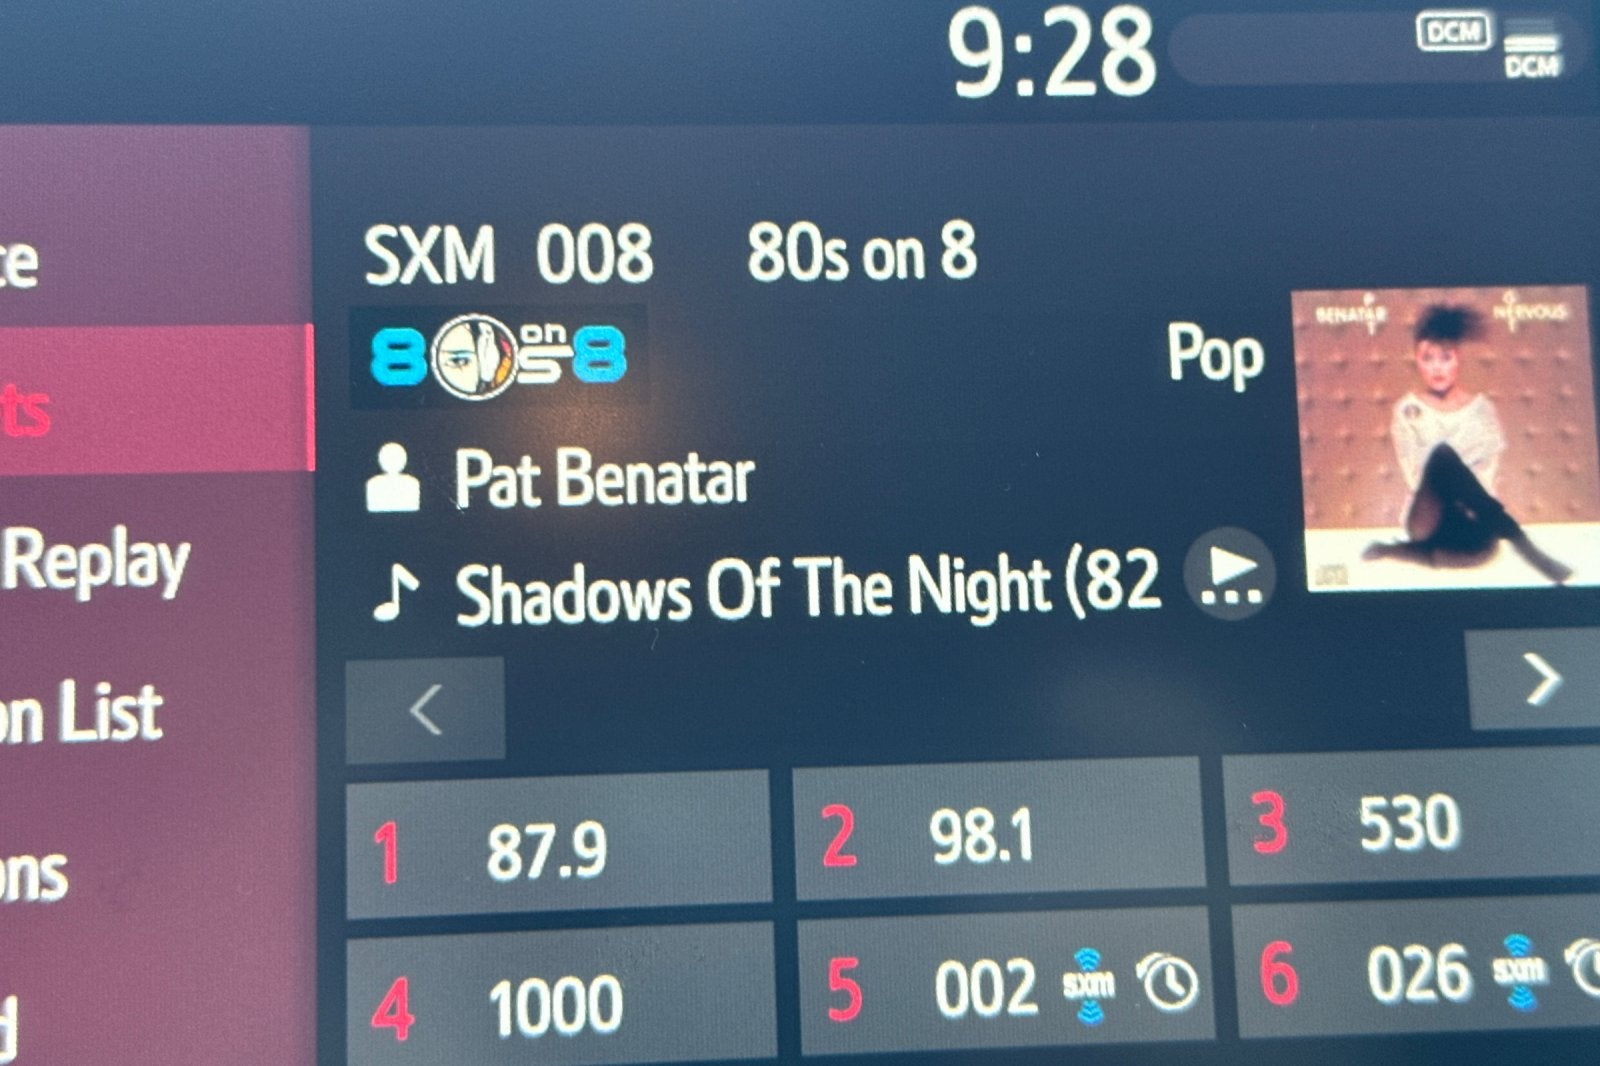 9:28
DCM
DCM
ce
ts
Replay
on List
ons
d
SXM 008 80s on 8
80s on 8
Pop
BENATAR NERVOUS
Pat Benatar
Shadows Of The Night (82
1 87.9
2 98.1
3 530
4 1000
5 002 sxm
6 026 sxm